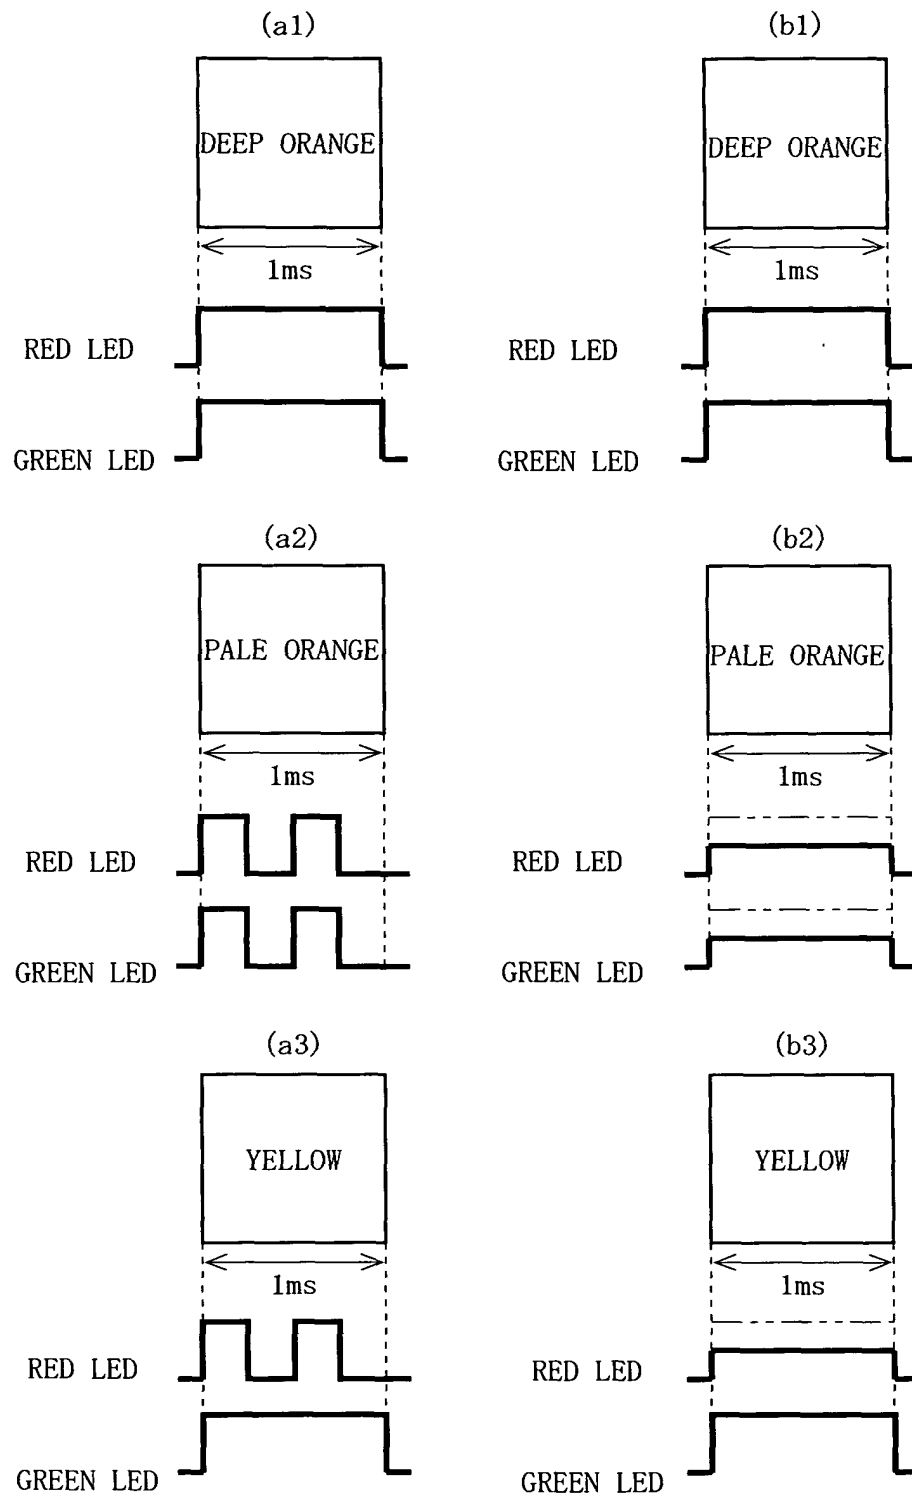 (a1)
DEEP ORANGE
1ms
RED LED
GREEN LED
(b1)
DEEP ORANGE
1ms
RED LED
GREEN LED
(a2)
PALE ORANGE
1ms
RED LED
GREEN LED
(b2)
PALE ORANGE
1ms
RED LED
GREEN LED
(a3)
YELLOW
1ms
RED LED
GREEN LED
(b3)
YELLOW
1ms
RED LED
GREEN LED